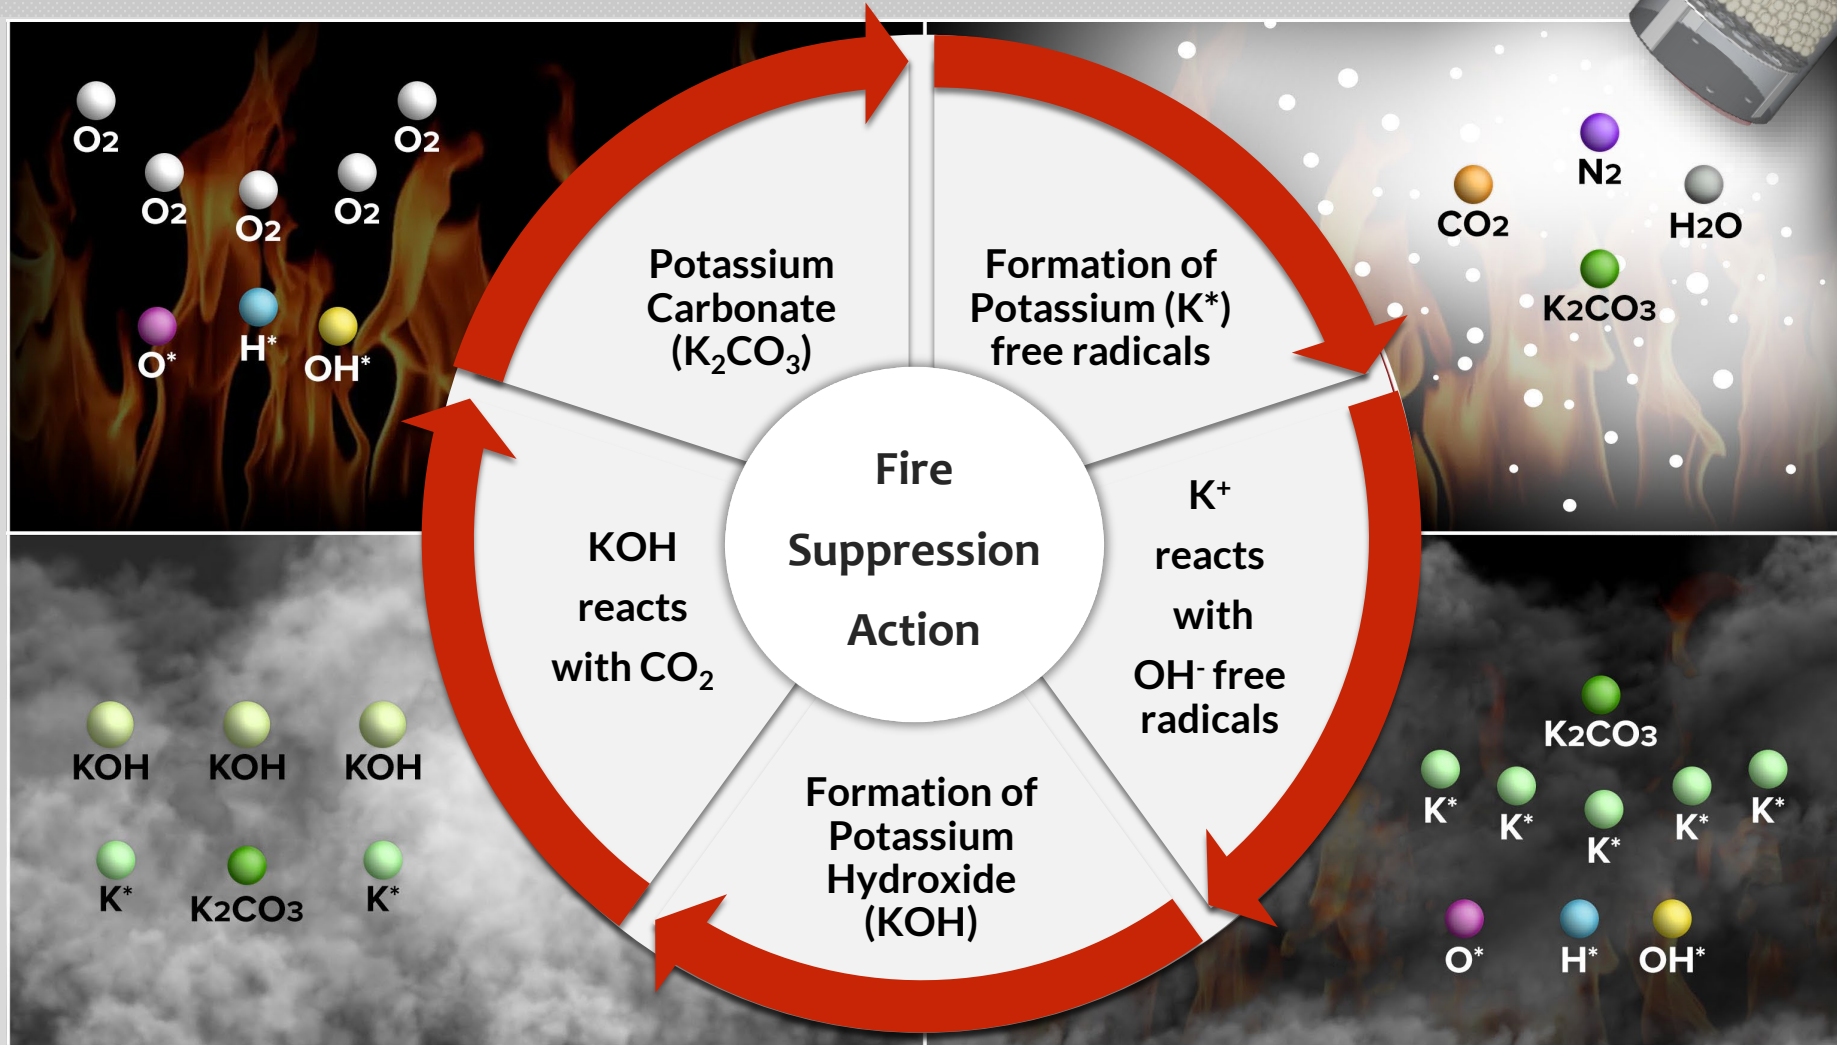 O2
O2
O2
O2
O2
O*
H*
OH*
Potassium
Carbonate
(K₂CO₃)
Formation of
Potassium (K*)
free radicals
N2
CO2
H2O
K2CO3
Fire
Suppression
Action
K⁺
reacts
with
OH⁻ free
radicals
KOH
reacts
with CO₂
Formation of
Potassium
Hydroxide
(KOH)
KOH
KOH
KOH
K*
K2CO3
K*
K2CO3
K*
K*
K*
K*
K*
O*
H*
OH*